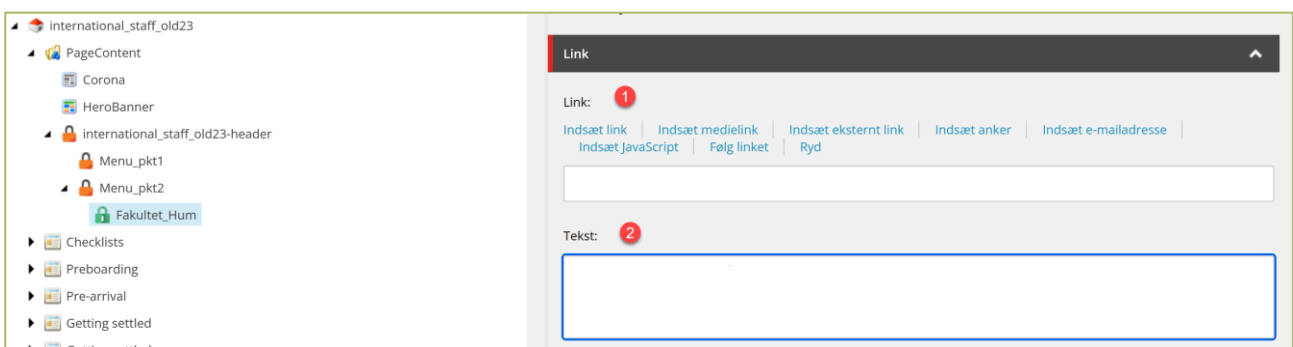 international_staff_old23
PageContent
Corona
HeroBanner
international_staff_old23-header
Menu_pkt1
Menu_pkt2
Fakultet_Hum
Checklists
Preboarding
Pre-arrival
Getting settled
Link
Link: 1
Indsæt link Indsæt medielink Indsæt eksternt link Indsæt anker Indsæt e-mailadresse
Indsæt JavaScript Følg linket Ryd
Tekst: 2